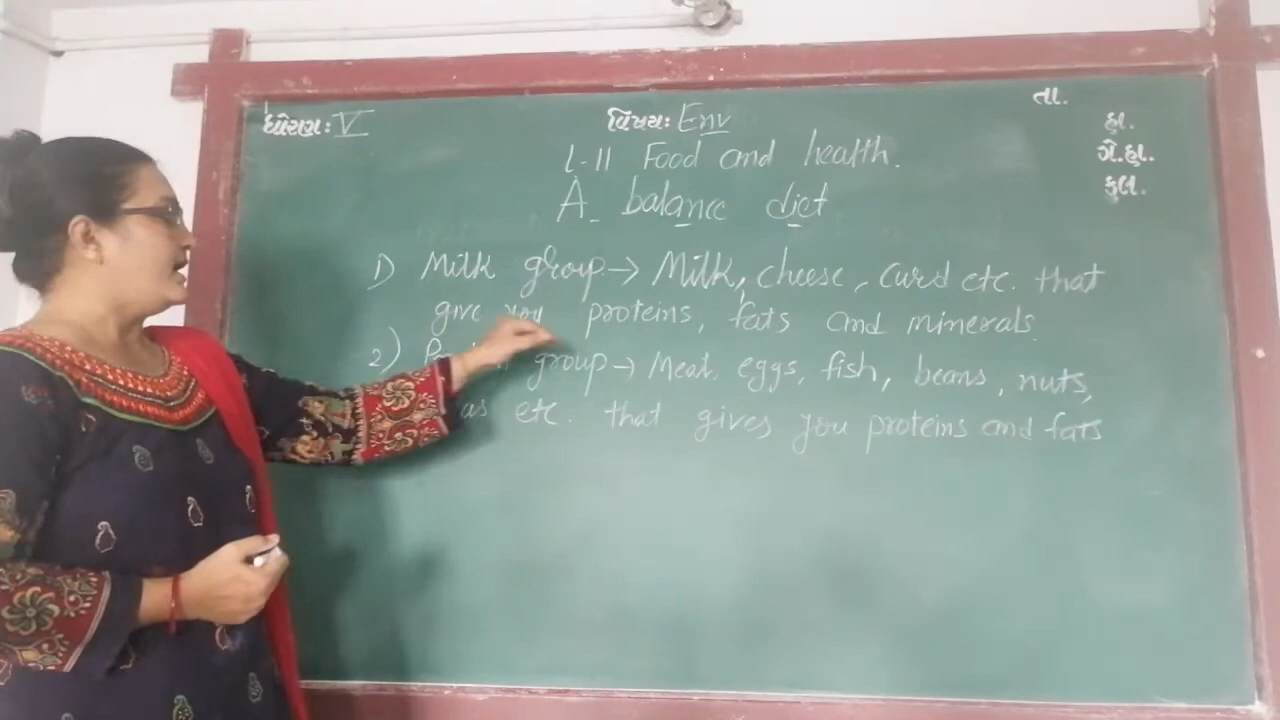 ધોરણ: V
વિષય: Env
તા.
હા.
ગે.હા.
કુલ.
L-11 Food and health.
A balance diet
1) Milk group → Milk, cheese, curd etc. that
give you proteins, fats and minerals.
2) group → Meat, eggs, fish, beans, nuts,
etc. that gives you proteins and fats